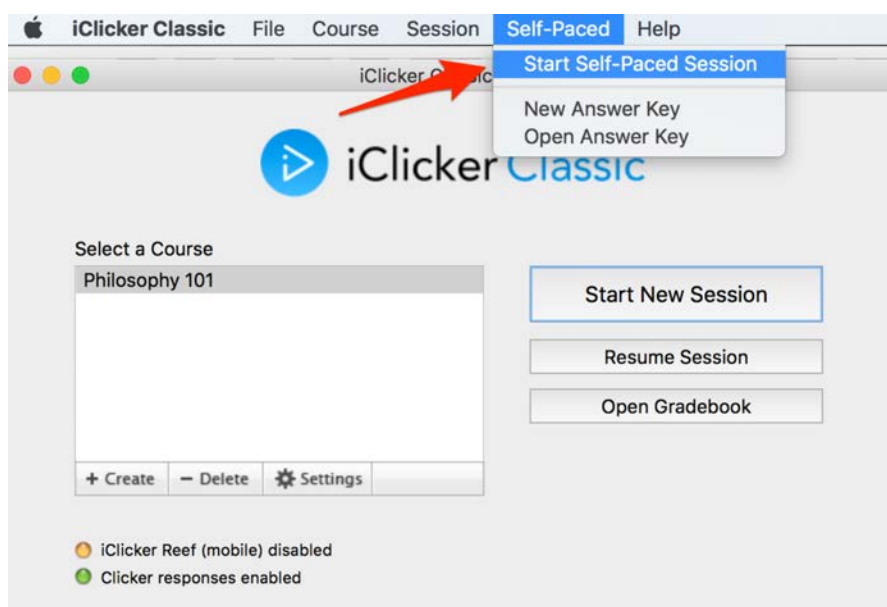 iClicker Classic File Course Session Self-Paced Help
iClicker Classic
Start Self-Paced Session
New Answer Key
Open Answer Key
iClicker Classic
Select a Course
Philosophy 101
Start New Session
Resume Session
Open Gradebook
+ Create − Delete Settings
iClicker Reef (mobile) disabled
Clicker responses enabled